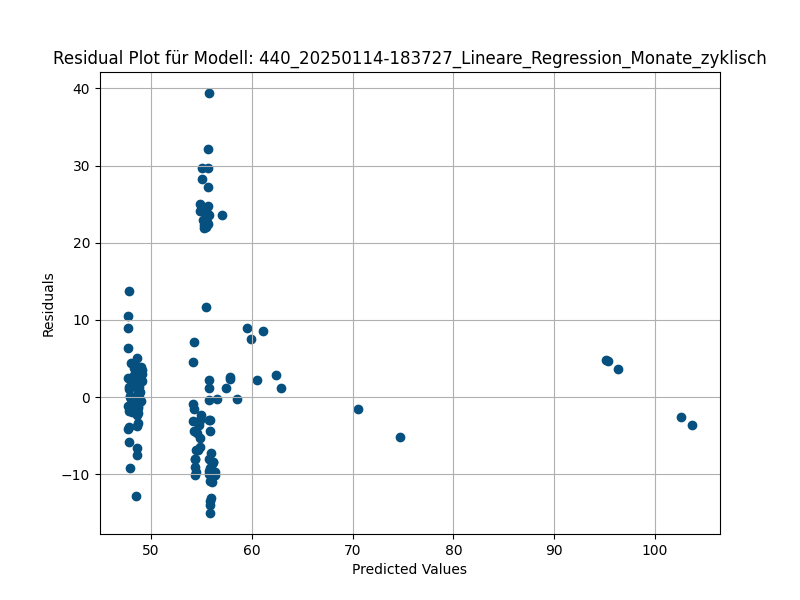 Residual Plot für Modell: 440_20250114-183727_Lineare_Regression_Monate_zyklisch
40
30
20
10
0
−10
Residuals
50 60 70 80 90 100
Predicted Values